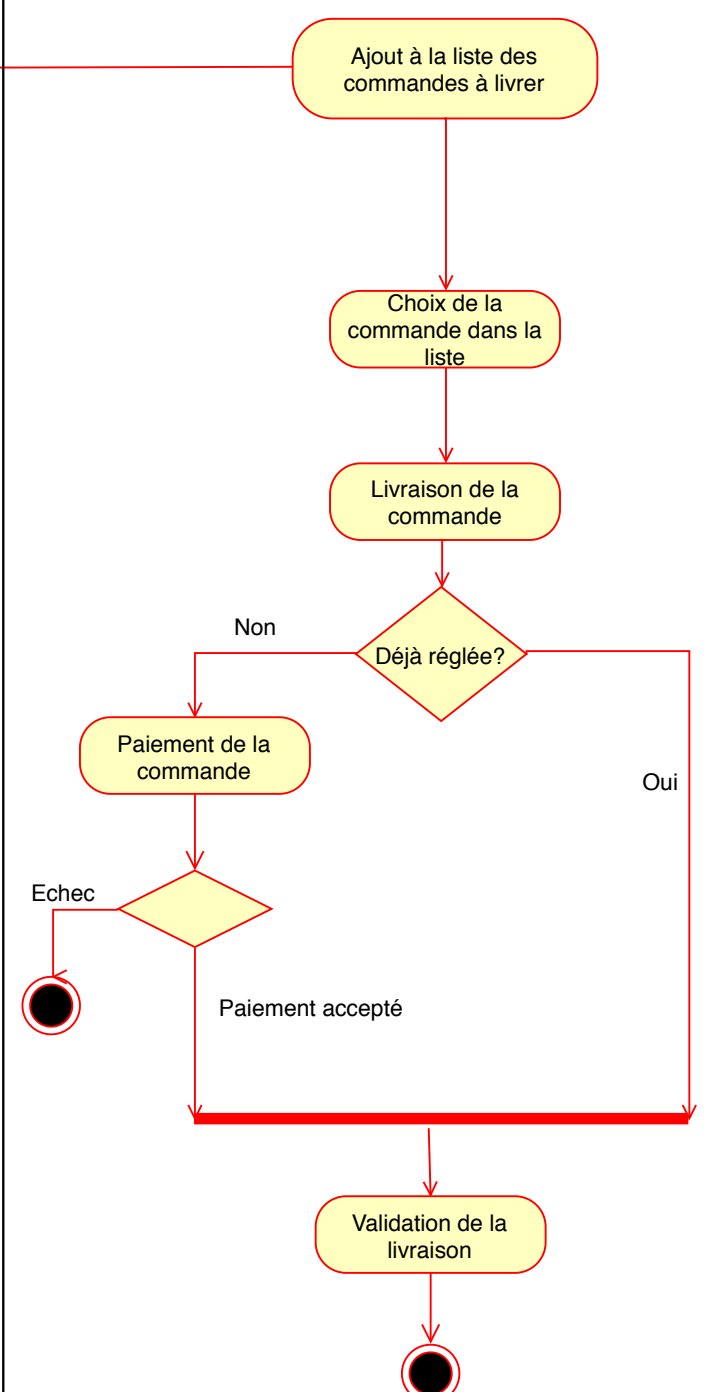 Ajout à la liste des
commandes à livrer
Choix de la
commande dans la
liste
Livraison de la
commande
Non
Déjà réglée?
Paiement de la
commande
Oui
Echec
Paiement accepté
Validation de la
livraison